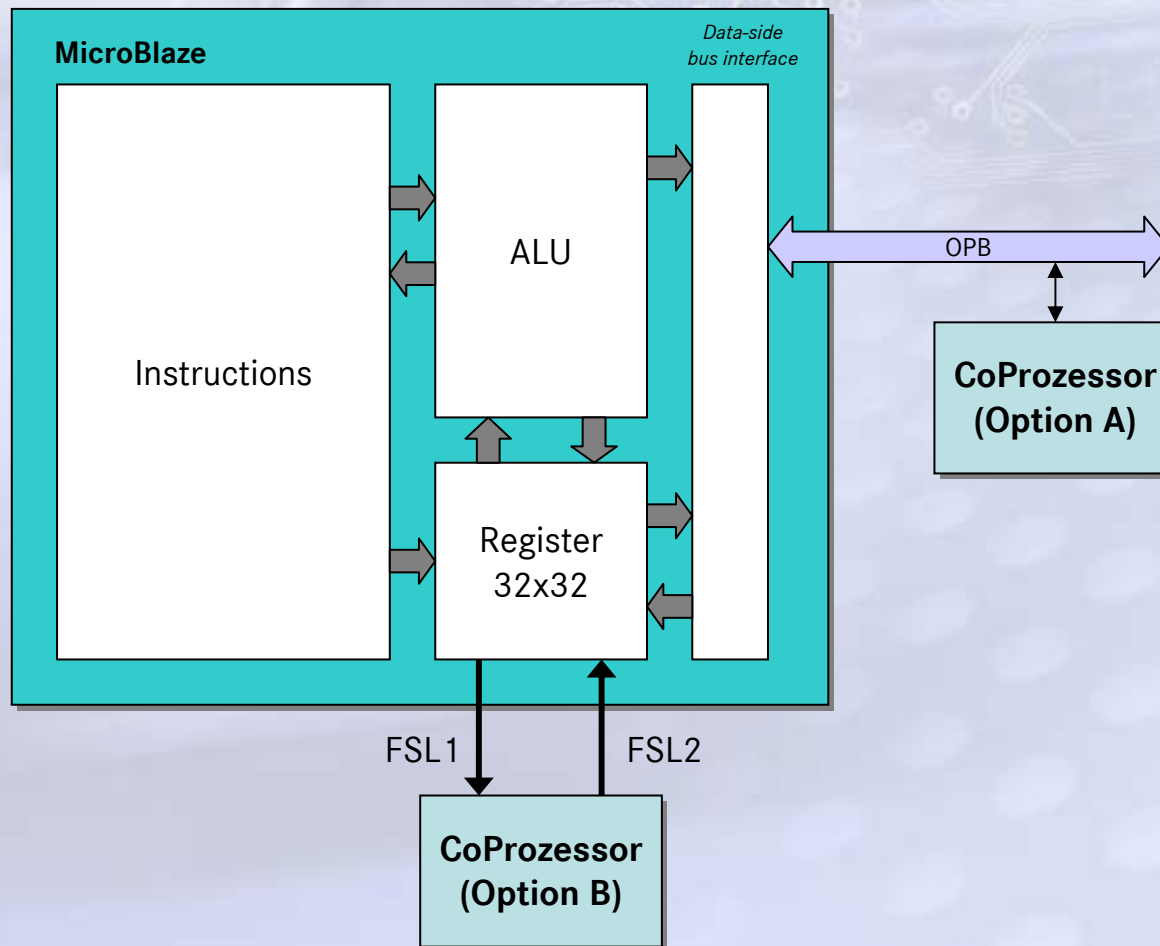 MicroBlaze
Data-side
bus interface
Instructions
ALU
OPB
CoProzessor
(Option A)
Register
32x32
FSL1
FSL2
CoProzessor
(Option B)